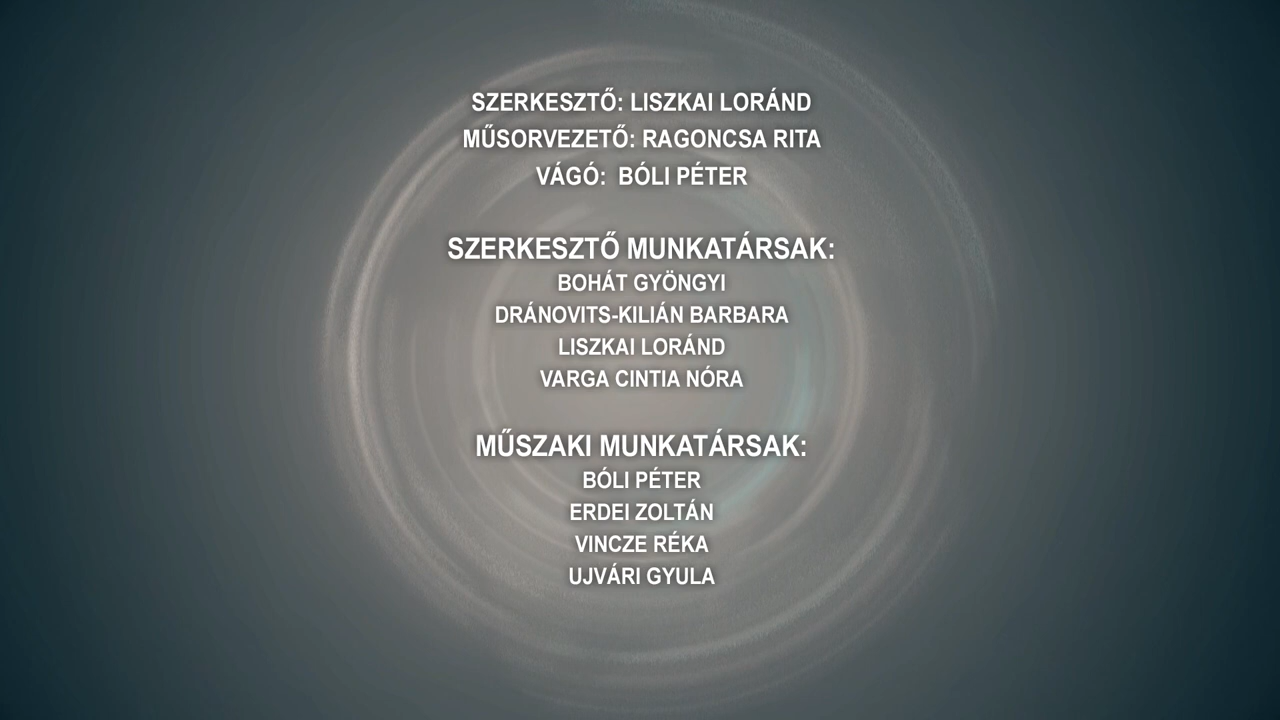 SZERKESZTŐ: LISZKAI LORÁND
MŰSORVEZETŐ: RAGONCSA RITA
VÁGÓ: BÓLI PÉTER
SZERKESZTŐ MUNKATÁRSAK:
BOHÁT GYÖNGYI
DRÁNOVITS-KILIÁN BARBARA
LISZKAI LORÁND
VARGA CINTIA NÓRA
MŰSZAKI MUNKATÁRSAK:
BÓLI PÉTER
ERDEI ZOLTÁN
VINCZE RÉKA
UJVÁRI GYULA